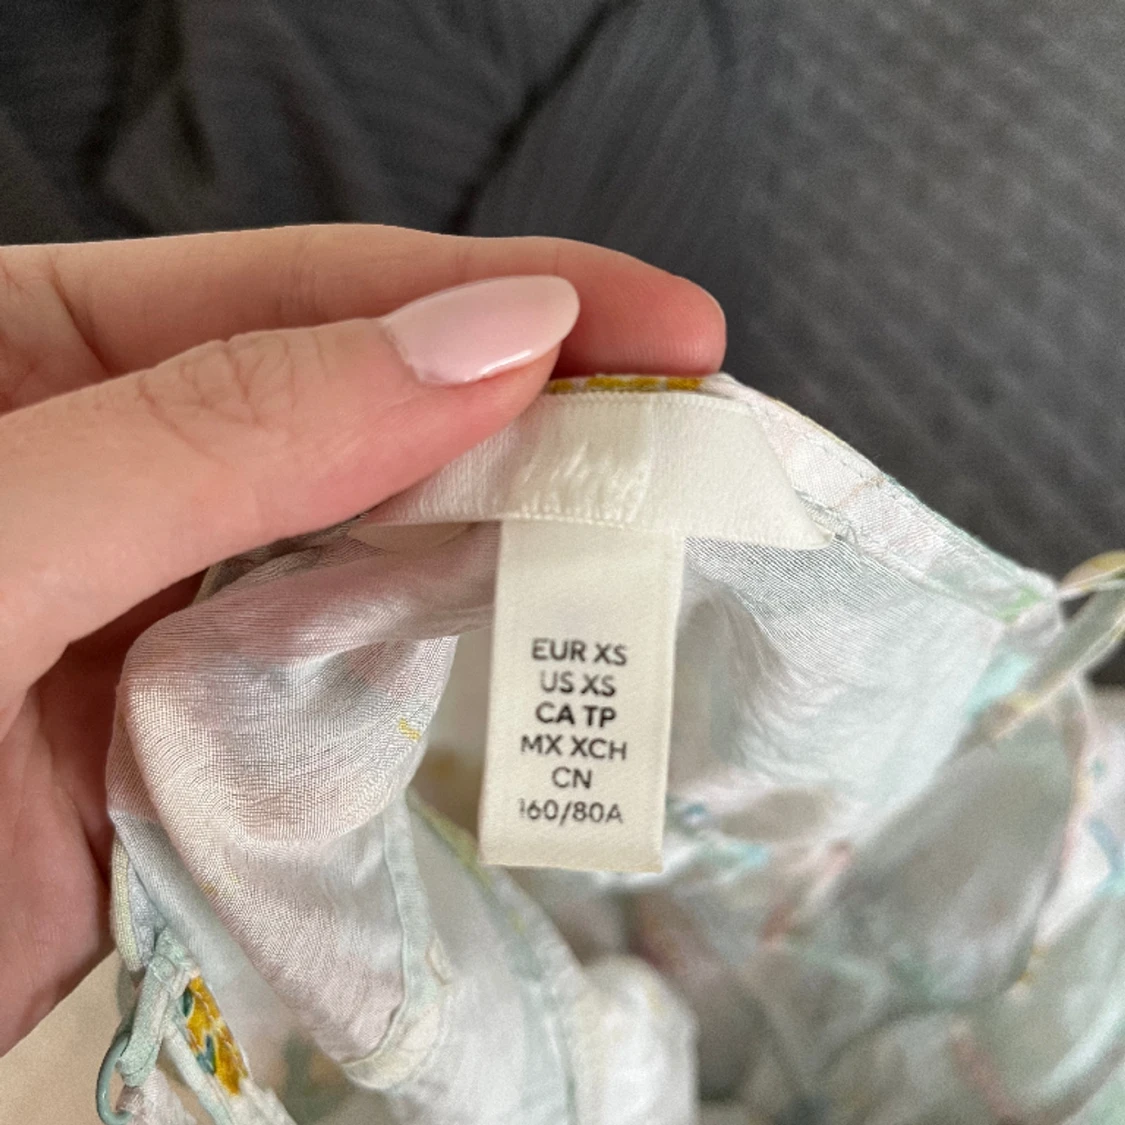 EUR XS
US XS
CA TP
MX XCH
CN
160/80A